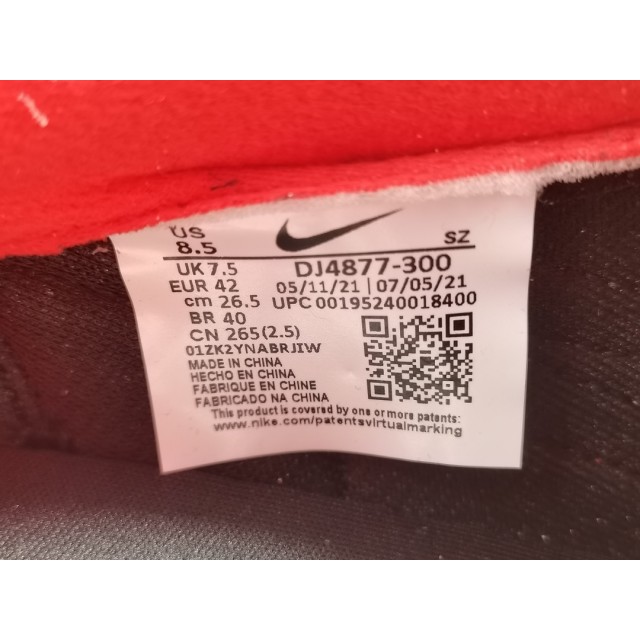 US
8.5
SZ
UK 7.5
DJ4877-300
EUR 42
05/11/21 | 07/05/21
cm 26.5
UPC 00195240018400
BR 40
CN 265(2.5)
01ZK2YNABRJIW
MADE IN CHINA
HECHO EN CHINA
FABRIQUE EN CHINE
FABRICADO NA CHINA
This product is covered by one or more patents:
www.nike.com/patentsvirtualmarking